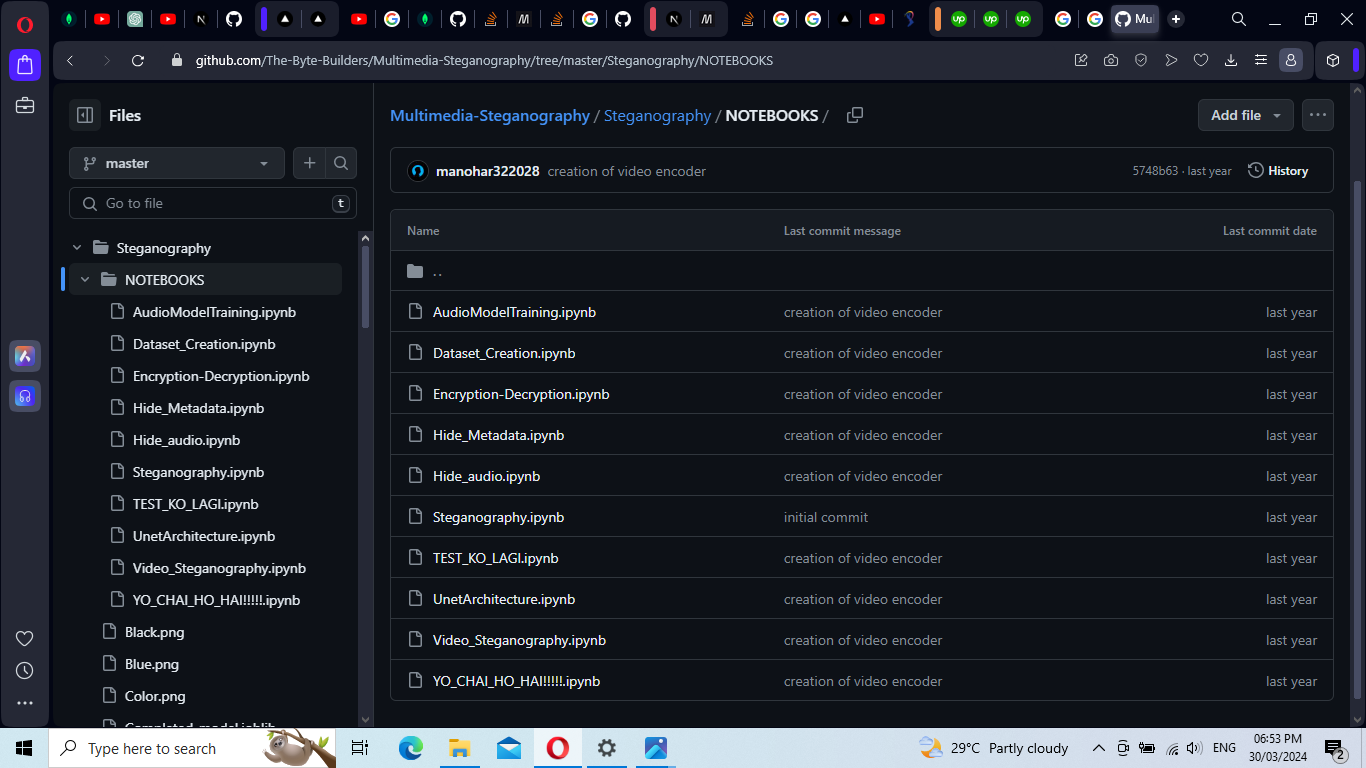 Mul
github.com/The-Byte-Builders/Multimedia-Steganography/tree/master/Steganography/NOTEBOOKS
Files
master
Go to file
t
Steganography
NOTEBOOKS
AudioModelTraining.ipynb
Dataset_Creation.ipynb
Encryption-Decryption.ipynb
Hide_Metadata.ipynb
Hide_audio.ipynb
Steganography.ipynb
TEST_KO_LAGI.ipynb
UnetArchitecture.ipynb
Video_Steganography.ipynb
YO_CHAI_HO_HAI!!!!!.ipynb
Black.png
Blue.png
Color.png
Completed_model.joblib
Multimedia-Steganography / Steganography / NOTEBOOKS /
Add file
manohar322028 creation of video encoder
5748b63 · last year
History
Name Last commit message Last commit date
..
AudioModelTraining.ipynb creation of video encoder last year
Dataset_Creation.ipynb creation of video encoder last year
Encryption-Decryption.ipynb creation of video encoder last year
Hide_Metadata.ipynb creation of video encoder last year
Hide_audio.ipynb creation of video encoder last year
Steganography.ipynb initial commit last year
TEST_KO_LAGI.ipynb creation of video encoder last year
UnetArchitecture.ipynb creation of video encoder last year
Video_Steganography.ipynb creation of video encoder last year
YO_CHAI_HO_HAI!!!!!.ipynb creation of video encoder last year
Type here to search
29°C Partly cloudy
ENG
06:53 PM
30/03/2024
2